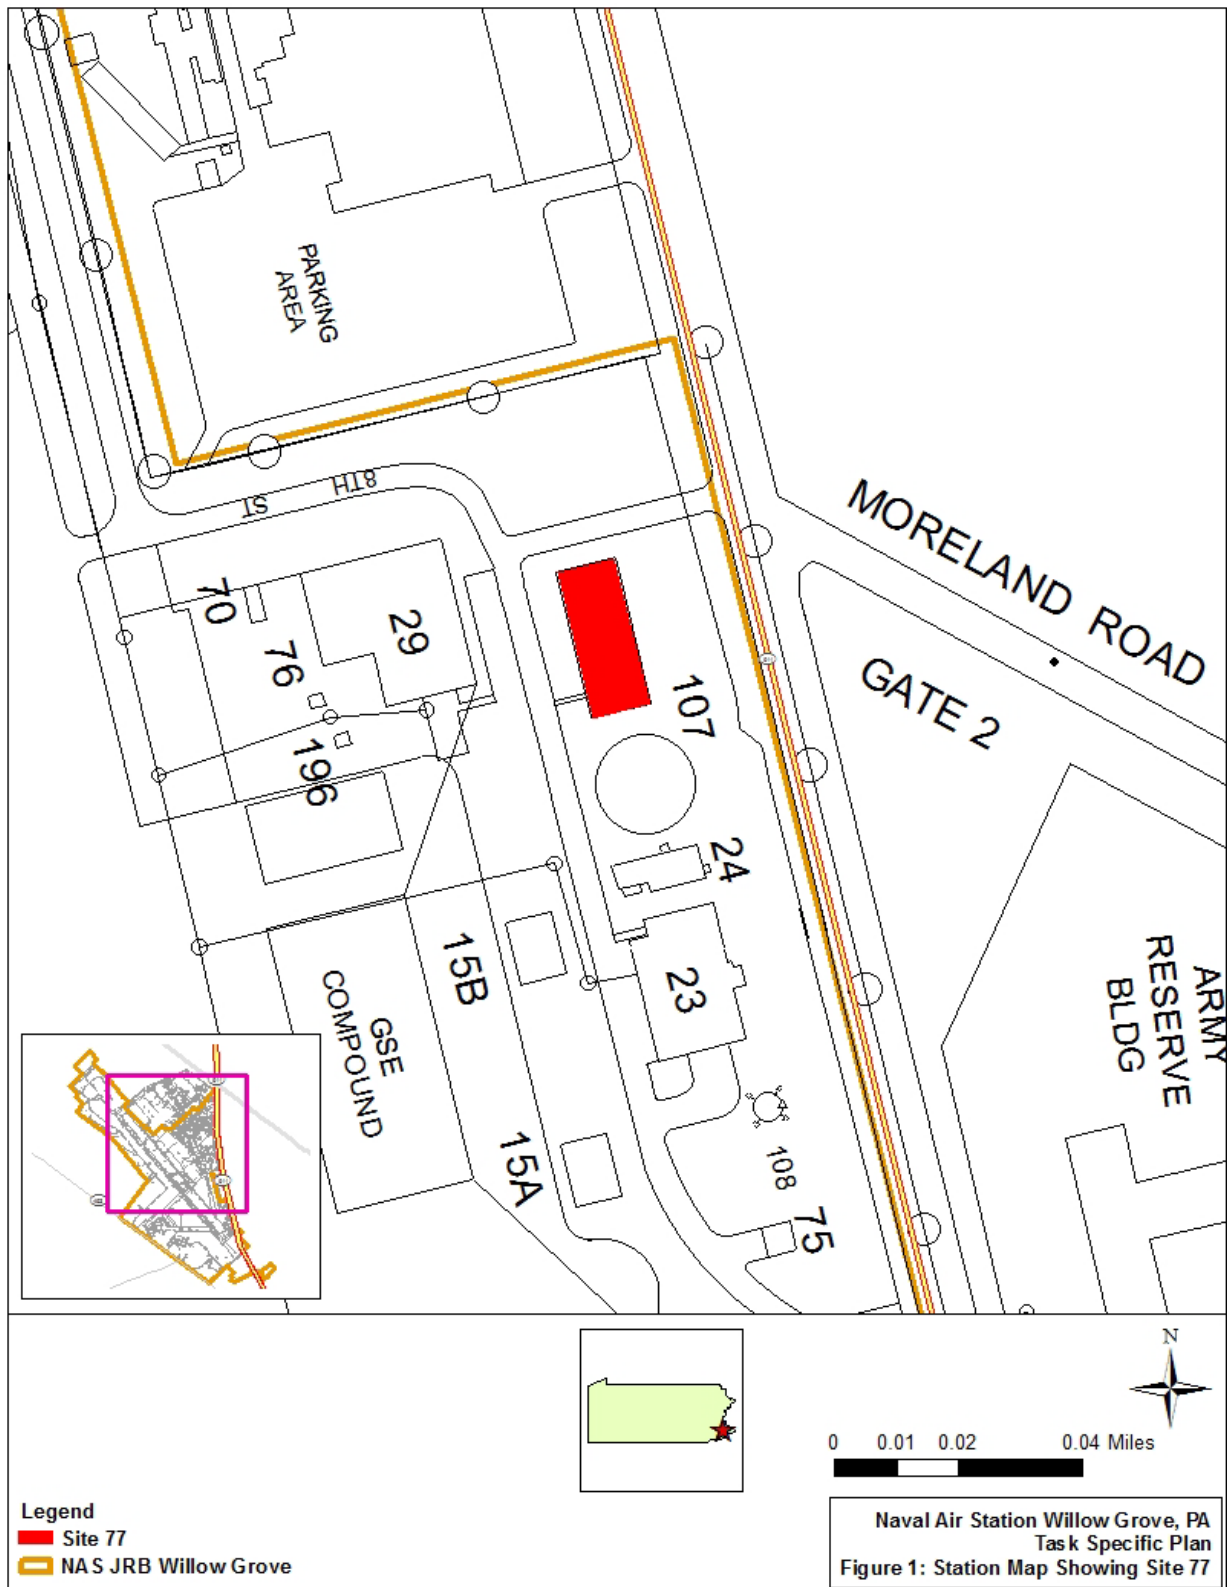 PARKING
AREA
8TH
ST
MORELAND ROAD
GATE 2
70
29
76
107
196
24
15B
23
GSE
COMPOUND
ARMY
RESERVE
BLDG
15A
108
75
N
0 0.01 0.02 0.04 Miles
Legend
Site 77
NAS JRB Willow Grove
Naval Air Station Willow Grove, PA
Task Specific Plan
Figure 1: Station Map Showing Site 77